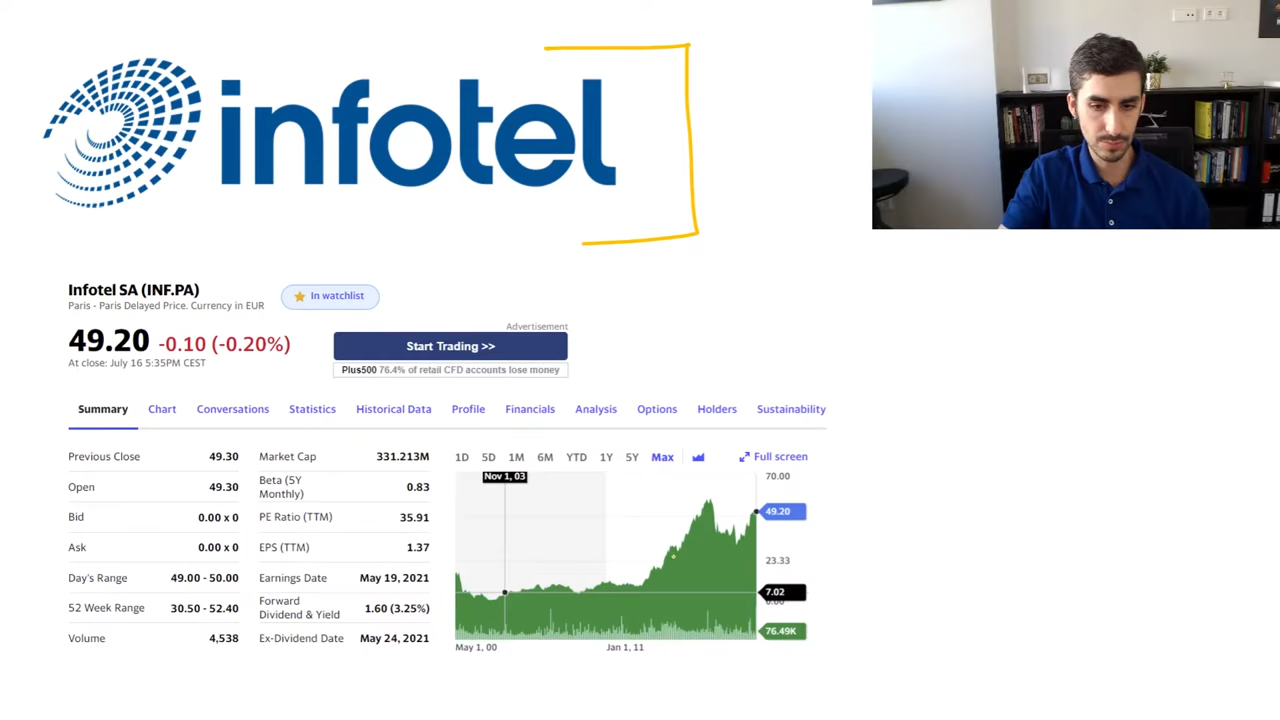 infotel
Infotel SA (INF.PA)
In watchlist
Paris - Paris Delayed Price. Currency in EUR
49.20 -0.10 (-0.20%)
At close: July 16 5:35PM CEST
Advertisement
Start Trading >>
Plus500 76.4% of retail CFD accounts lose money
Summary Chart Conversations Statistics Historical Data Profile Financials Analysis Options Holders Sustainability
Previous Close 49.30
Open 49.30
Bid 0.00 x 0
Ask 0.00 x 0
Day's Range 49.00 - 50.00
52 Week Range 30.50 - 52.40
Volume 4,538
Market Cap 331.213M
Beta (5Y
Monthly) 0.83
PE Ratio (TTM) 35.91
EPS (TTM) 1.37
Earnings Date May 19, 2021
Forward
Dividend & Yield 1.60 (3.25%)
Ex-Dividend Date May 24, 2021
1D 5D 1M 6M YTD 1Y 5Y Max Full screen
Nov 1, 03
70.00
49.20
23.33
7.02
76.49K
May 1, 00 Jan 1, 11